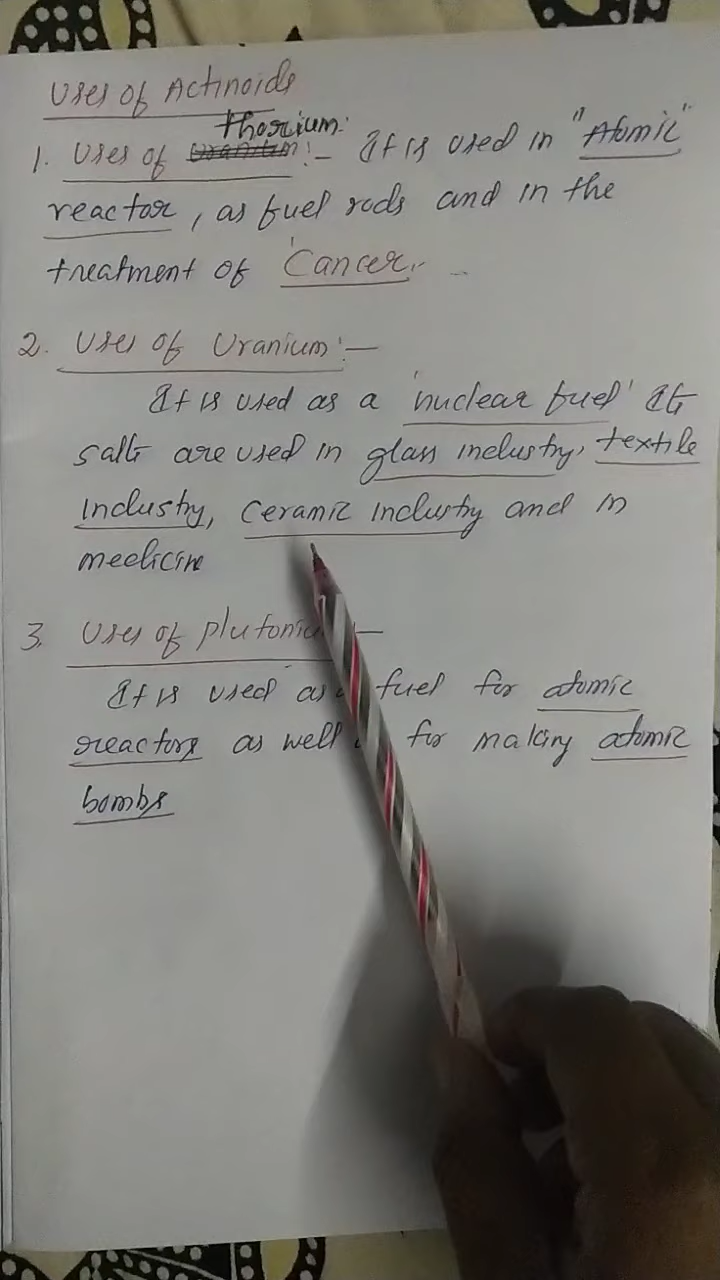 Uses of Actinoids
Thorium:
1. Uses of Uranium:- It is used in "Atomic"
reactor, as fuel rods and in the
treatment of 'Cancer.
2. Uses of Uranium:-
It is used as a 'nuclear fuel' Its
salts are used in glass industry, textile
industry, Ceramic industry and in
medicine
3. Uses of Plutoniu -
It is used as fuel for atomic
reactors as well for making atomic
bombs